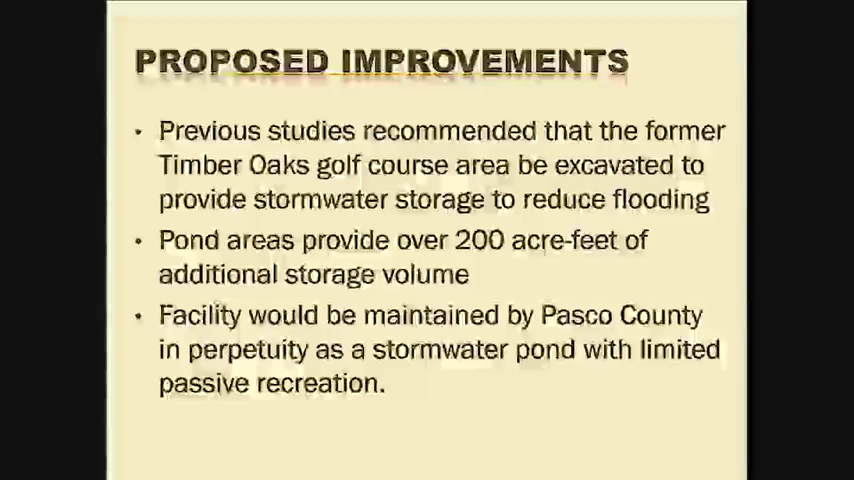 PROPOSED IMPROVEMENTS
• Previous studies recommended that the former
Timber Oaks golf course area be excavated to
provide stormwater storage to reduce flooding
• Pond areas provide over 200 acre-feet of
additional storage volume
• Facility would be maintained by Pasco County
in perpetuity as a stormwater pond with limited
passive recreation.